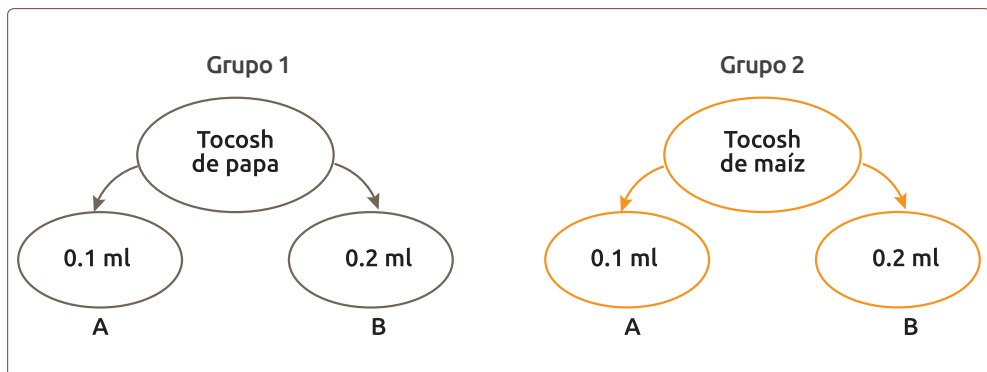 Grupo 1
Tocosh
de papa
0.1 ml
0.2 ml
A
B
Grupo 2
Tocosh
de maíz
0.1 ml
0.2 ml
A
B